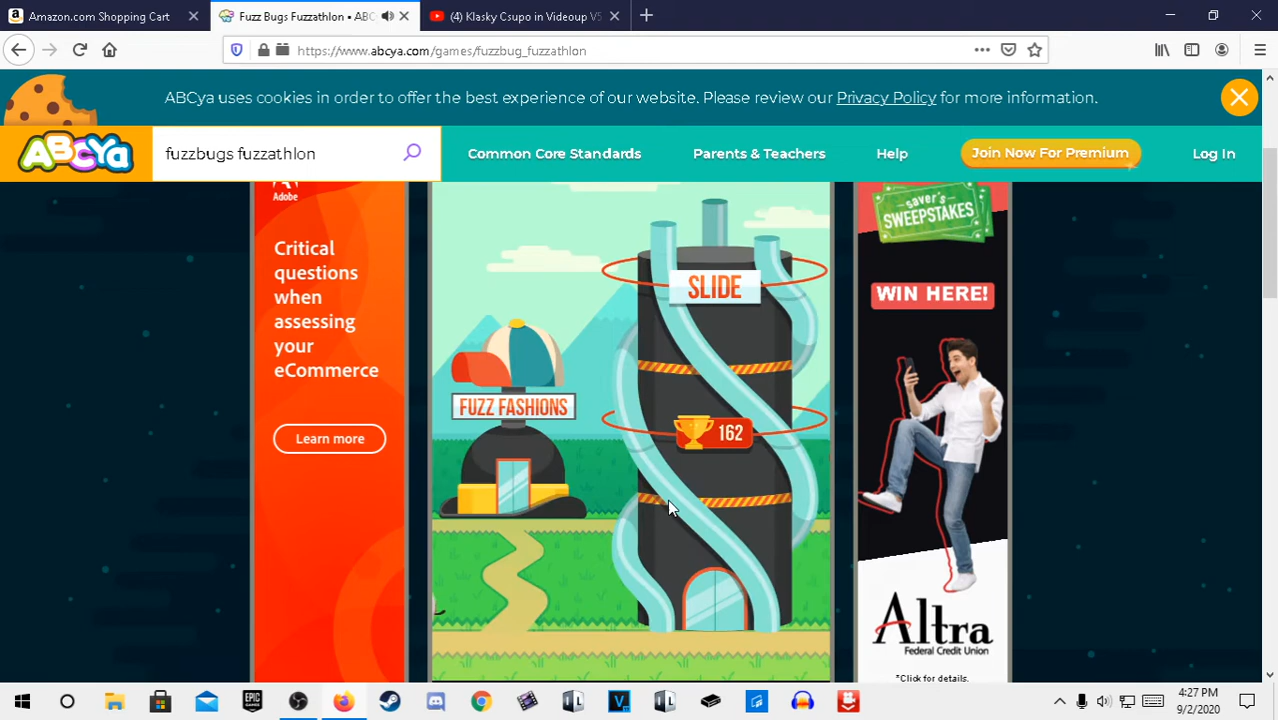 Amazon.com Shopping Cart
Fuzz Bugs Fuzzathlon • ABC
(4) Klasky Csupo in Videoup V5
https://www.abcya.com/games/fuzzbug_fuzzathlon
ABCya uses cookies in order to offer the best experience of our website. Please review our Privacy Policy for more information.
ABCYa
fuzzbugs fuzzathlon
Common Core Standards
Parents & Teachers
Help
Join Now For Premium
Log In
Adobe
Critical
questions
when
assessing
your
eCommerce
Learn more
FUZZ FASHIONS
SLIDE
162
saver's
SWEEPSTAKES
WIN HERE!
Altra
Federal Credit Union
*Click for details.
EPIC
GAMES
4:27 PM
9/2/2020